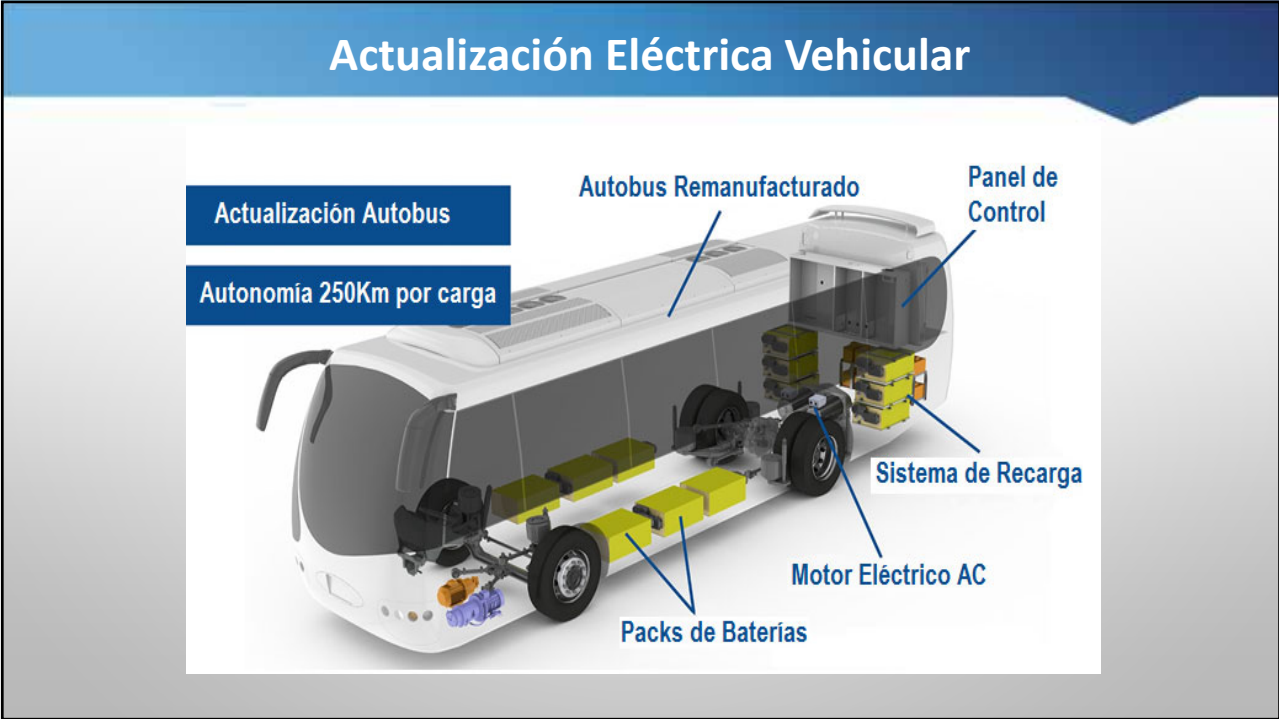 Actualización Eléctrica Vehicular
Actualización Autobus
Autonomía 250Km por carga
Autobus Remanufacturado
Panel de
Control
Sistema de Recarga
Motor Eléctrico AC
Packs de Baterías